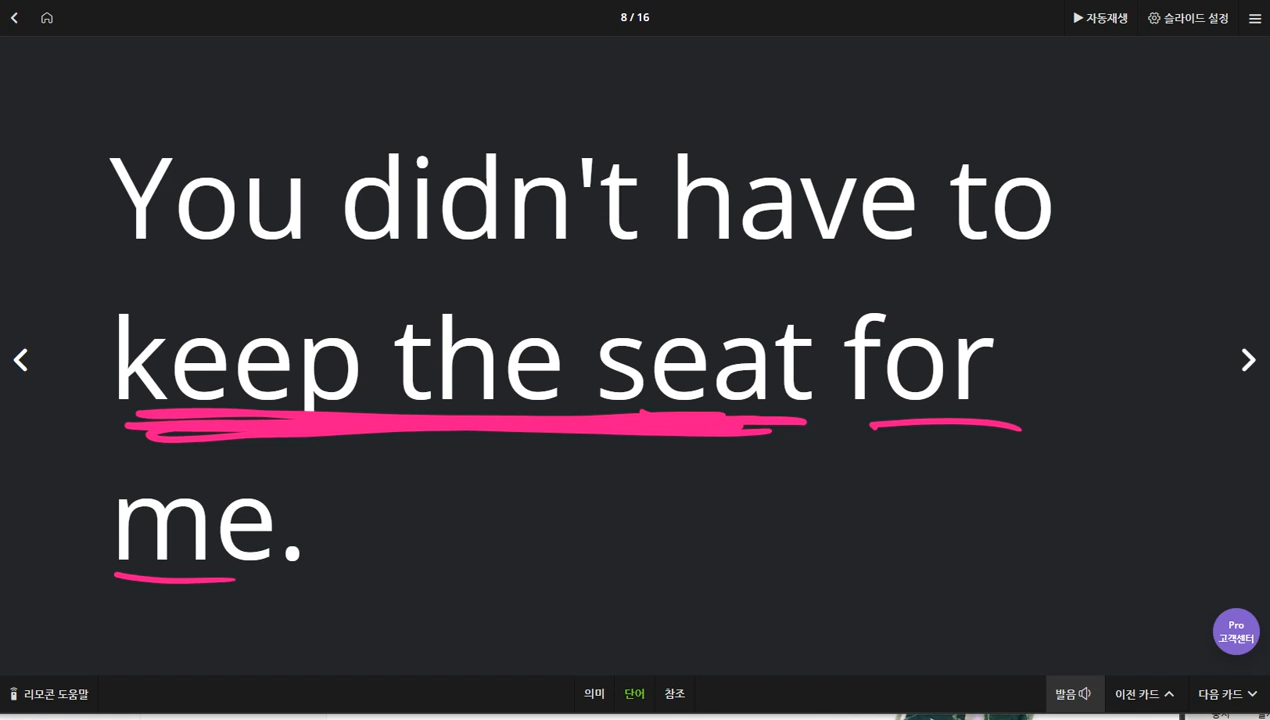 8 / 16
자동재생
슬라이드 설정
You didn't have to
keep the seat for
me.
Pro
고객센터
리모콘 도움말
의미
단어
참조
발음
이전 카드
다음 카드